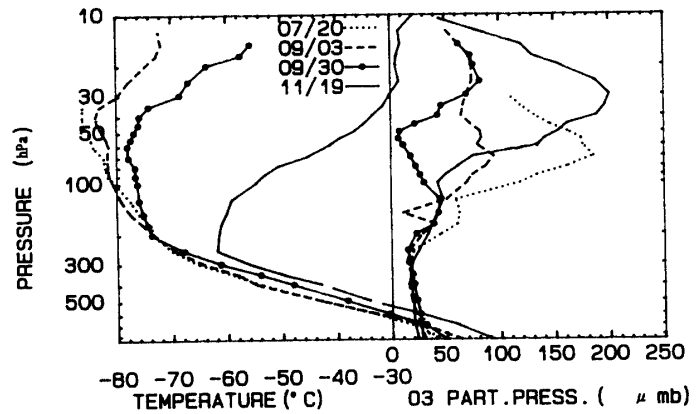 10
30
50
100
300
500
PRESSURE (hPa)
07/20
09/03
09/30
11/19
-80 -70 -60 -50 -40 -30
TEMPERATURE (° C)
0 50 100 150 200 250
O3 PART.PRESS. ( μ mb)